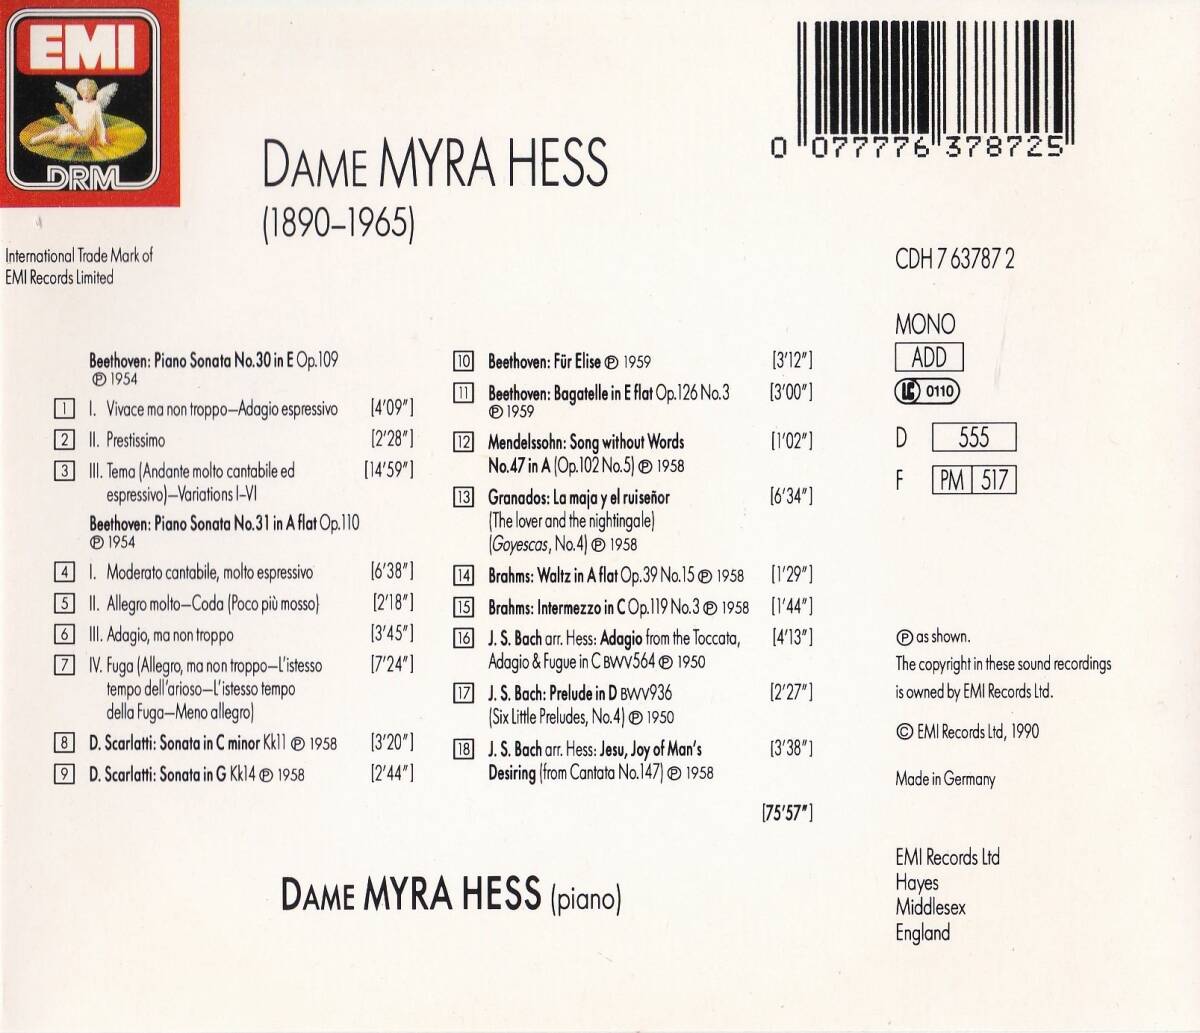 EMI
DRM
International Trade Mark of
EMI Records Limited
DAME MYRA HESS
(1890–1965)
0 077776 378725
CDH 7 63787 2
MONO
ADD
LC 0110
D 555
F PM 517
Beethoven: Piano Sonata No.30 in E Op.109
Ⓟ 1954
1 I. Vivace ma non troppo—Adagio espressivo [4'09"]
2 II. Prestissimo [2'28"]
3 III. Tema (Andante molto cantabile ed [14'59"]
espressivo)—Variations I–VI
Beethoven: Piano Sonata No.31 in A flat Op.110
Ⓟ 1954
4 I. Moderato cantabile, molto espressivo [6'38"]
5 II. Allegro molto—Coda (Poco più mosso) [2'18"]
6 III. Adagio, ma non troppo [3'45"]
7 IV. Fuga (Allegro, ma non troppo—L'istesso [7'24"]
tempo dell'arioso—L'istesso tempo
della Fuga—Meno allegro)
8 D. Scarlatti: Sonata in C minor Kk11 Ⓟ 1958 [3'20"]
9 D. Scarlatti: Sonata in G Kk14 Ⓟ 1958 [2'44"]
10 Beethoven: Für Elise Ⓟ 1959 [3'12"]
11 Beethoven: Bagatelle in E flat Op.126 No.3 [3'00"]
Ⓟ 1959
12 Mendelssohn: Song without Words [1'02"]
No.47 in A (Op.102 No.5) Ⓟ 1958
13 Granados: La maja y el ruiseñor [6'34"]
(The lover and the nightingale)
(Goyescas, No.4) Ⓟ 1958
14 Brahms: Waltz in A flat Op.39 No.15 Ⓟ 1958 [1'29"]
15 Brahms: Intermezzo in C Op.119 No.3 Ⓟ 1958 [1'44"]
16 J. S. Bach arr. Hess: Adagio from the Toccata, [4'13"]
Adagio & Fugue in C BWV564 Ⓟ 1950
17 J. S. Bach: Prelude in D BWV936 [2'27"]
(Six Little Preludes, No.4) Ⓟ 1950
18 J. S. Bach arr. Hess: Jesu, Joy of Man's [3'38"]
Desiring (from Cantata No.147) Ⓟ 1958
[75'57"]
DAME MYRA HESS (piano)
Ⓟ as shown.
The copyright in these sound recordings
is owned by EMI Records Ltd.
© EMI Records Ltd, 1990
Made in Germany
EMI Records Ltd
Hayes
Middlesex
England